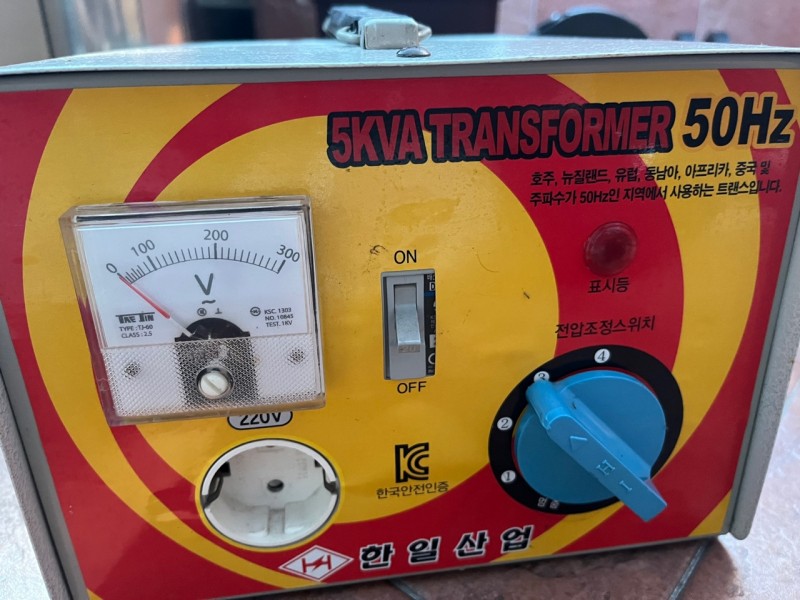 5KVA TRANSFORMER 50Hz
호주, 뉴질랜드, 유럽, 동남아, 아프리카, 중국 및
주파수가 50Hz인 지역에서 사용하는 트랜스입니다.
0 100 200 300
V
TAE JIN
TYPE : TJ-60
CLASS : 2.5
KSC. 1303
NO. 10845
TEST. 1KV
ON
OFF
표시등
전압조정스위치
1 2 3 4
220V
한국안전인증
한일산업